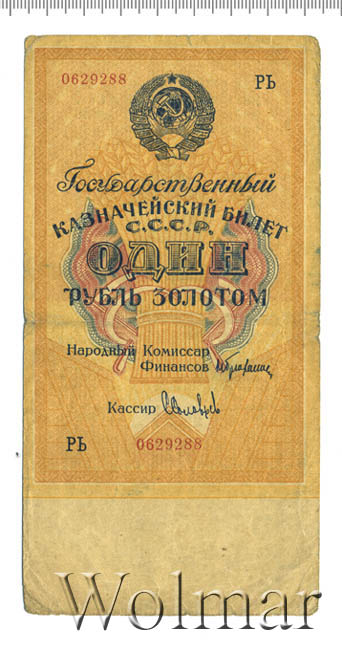 0629288 РЬ
Государственный
КАЗНАЧЕЙСКИЙ БИЛЕТ
С.С.С.Р.
ОДИН
РУБЛЬ ЗОЛОТОМ
Народный Комиссар
Финансов
Кассир
РЬ 0629288
Wolmar